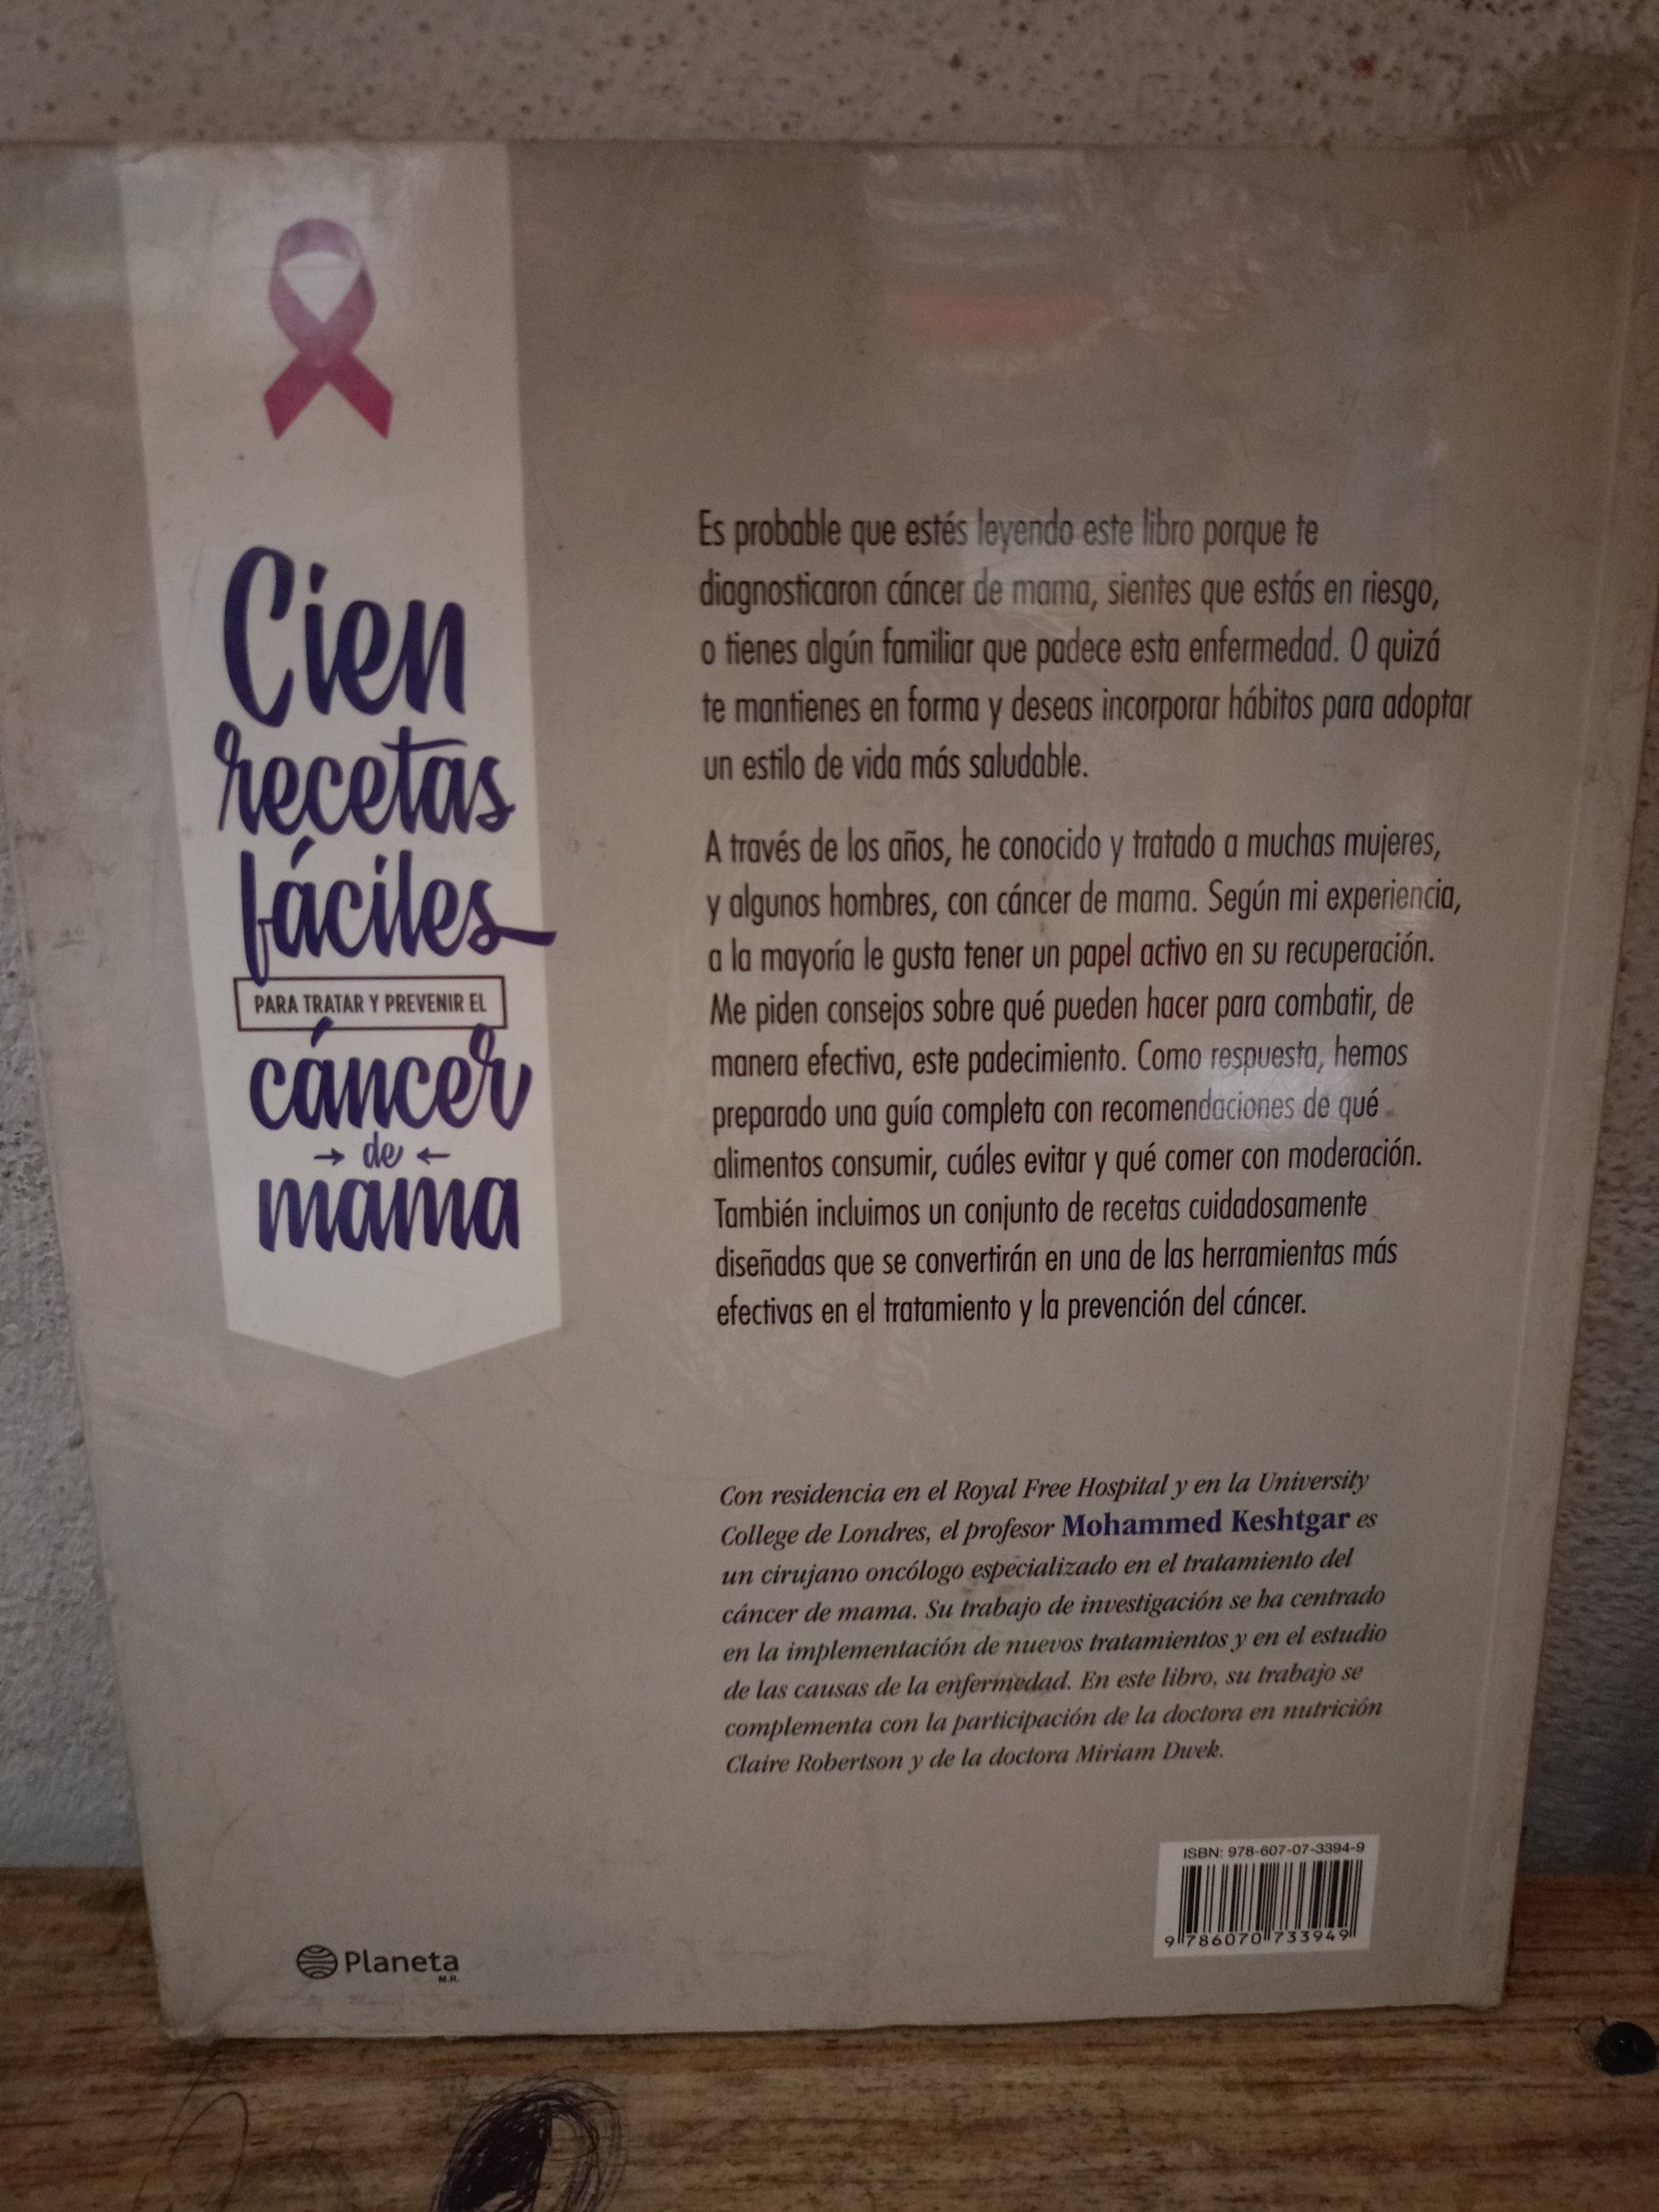 Cien
recetas
fáciles
PARA TRATAR Y PREVENIR EL
cáncer
de
mama
Es probable que estés leyendo este libro porque te
diagnosticaron cáncer de mama, sientes que estás en riesgo,
o tienes algún familiar que padece esta enfermedad. O quizá
te mantienes en forma y deseas incorporar hábitos para adoptar
un estilo de vida más saludable.
A través de los años, he conocido y tratado a muchas mujeres,
y algunos hombres, con cáncer de mama. Según mi experiencia,
a la mayoría le gusta tener un papel activo en su recuperación.
Me piden consejos sobre qué pueden hacer para combatir, de
manera efectiva, este padecimiento. Como respuesta, hemos
preparado una guía completa con recomendaciones de qué
alimentos consumir, cuáles evitar y qué comer con moderación.
También incluimos un conjunto de recetas cuidadosamente
diseñadas que se convertirán en una de las herramientas más
efectivas en el tratamiento y la prevención del cáncer.
Con residencia en el Royal Free Hospital y en la University
College de Londres, el profesor Mohammed Keshtgar es
un cirujano oncólogo especializado en el tratamiento del
cáncer de mama. Su trabajo de investigación se ha centrado
en la implementación de nuevos tratamientos y en el estudio
de las causas de la enfermedad. En este libro, su trabajo se
complementa con la participación de la doctora en nutrición
Claire Robertson y de la doctora Miriam Dwek.
ISBN: 978-607-07-3394-9
9 786070 733949
Planeta
M.R.